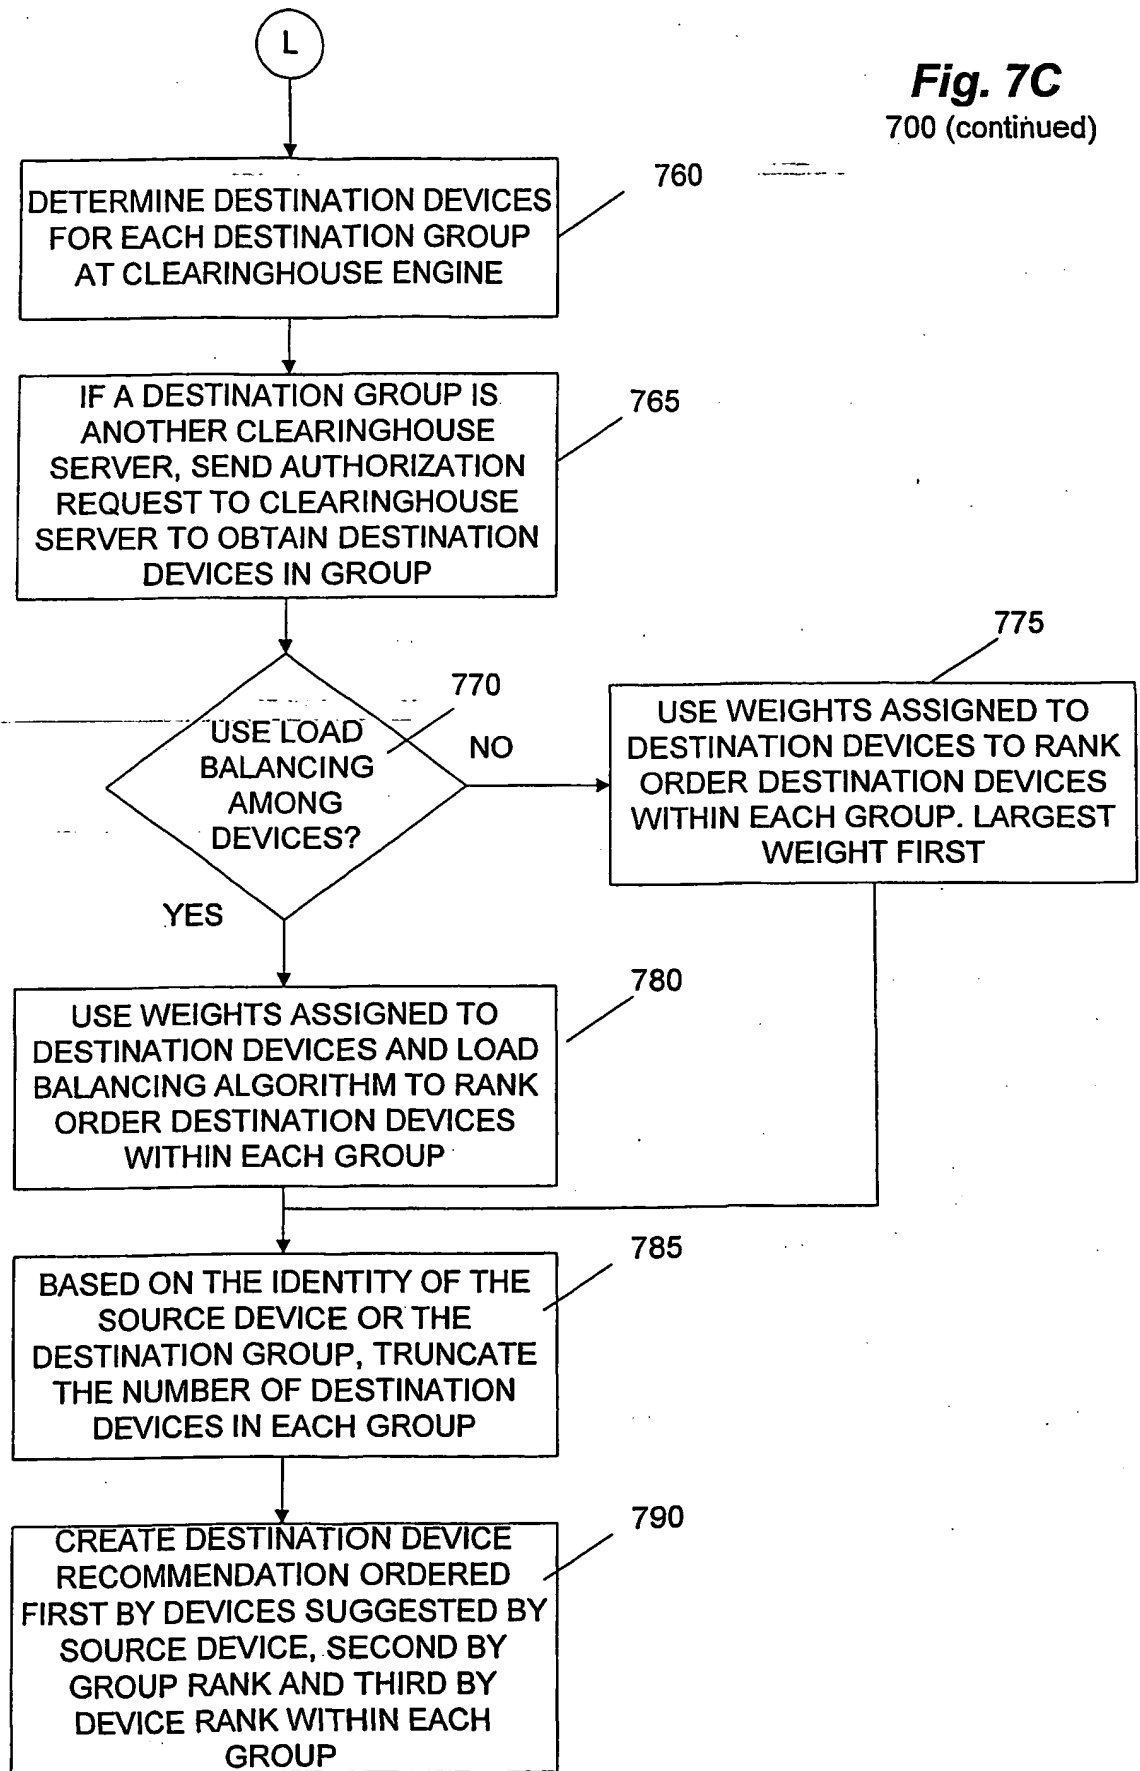 L
Fig. 7C
700 (continued)
760
DETERMINE DESTINATION DEVICES
FOR EACH DESTINATION GROUP
AT CLEARINGHOUSE ENGINE
765
IF A DESTINATION GROUP IS
ANOTHER CLEARINGHOUSE
SERVER, SEND AUTHORIZATION
REQUEST TO CLEARINGHOUSE
SERVER TO OBTAIN DESTINATION
DEVICES IN GROUP
770
USE LOAD
BALANCING
AMONG
DEVICES?
NO
YES
775
USE WEIGHTS ASSIGNED TO
DESTINATION DEVICES TO RANK
ORDER DESTINATION DEVICES
WITHIN EACH GROUP. LARGEST
WEIGHT FIRST
780
USE WEIGHTS ASSIGNED TO
DESTINATION DEVICES AND LOAD
BALANCING ALGORITHM TO RANK
ORDER DESTINATION DEVICES
WITHIN EACH GROUP
785
BASED ON THE IDENTITY OF THE
SOURCE DEVICE OR THE
DESTINATION GROUP, TRUNCATE
THE NUMBER OF DESTINATION
DEVICES IN EACH GROUP
790
CREATE DESTINATION DEVICE
RECOMMENDATION ORDERED
FIRST BY DEVICES SUGGESTED BY
SOURCE DEVICE, SECOND BY
GROUP RANK AND THIRD BY
DEVICE RANK WITHIN EACH
GROUP